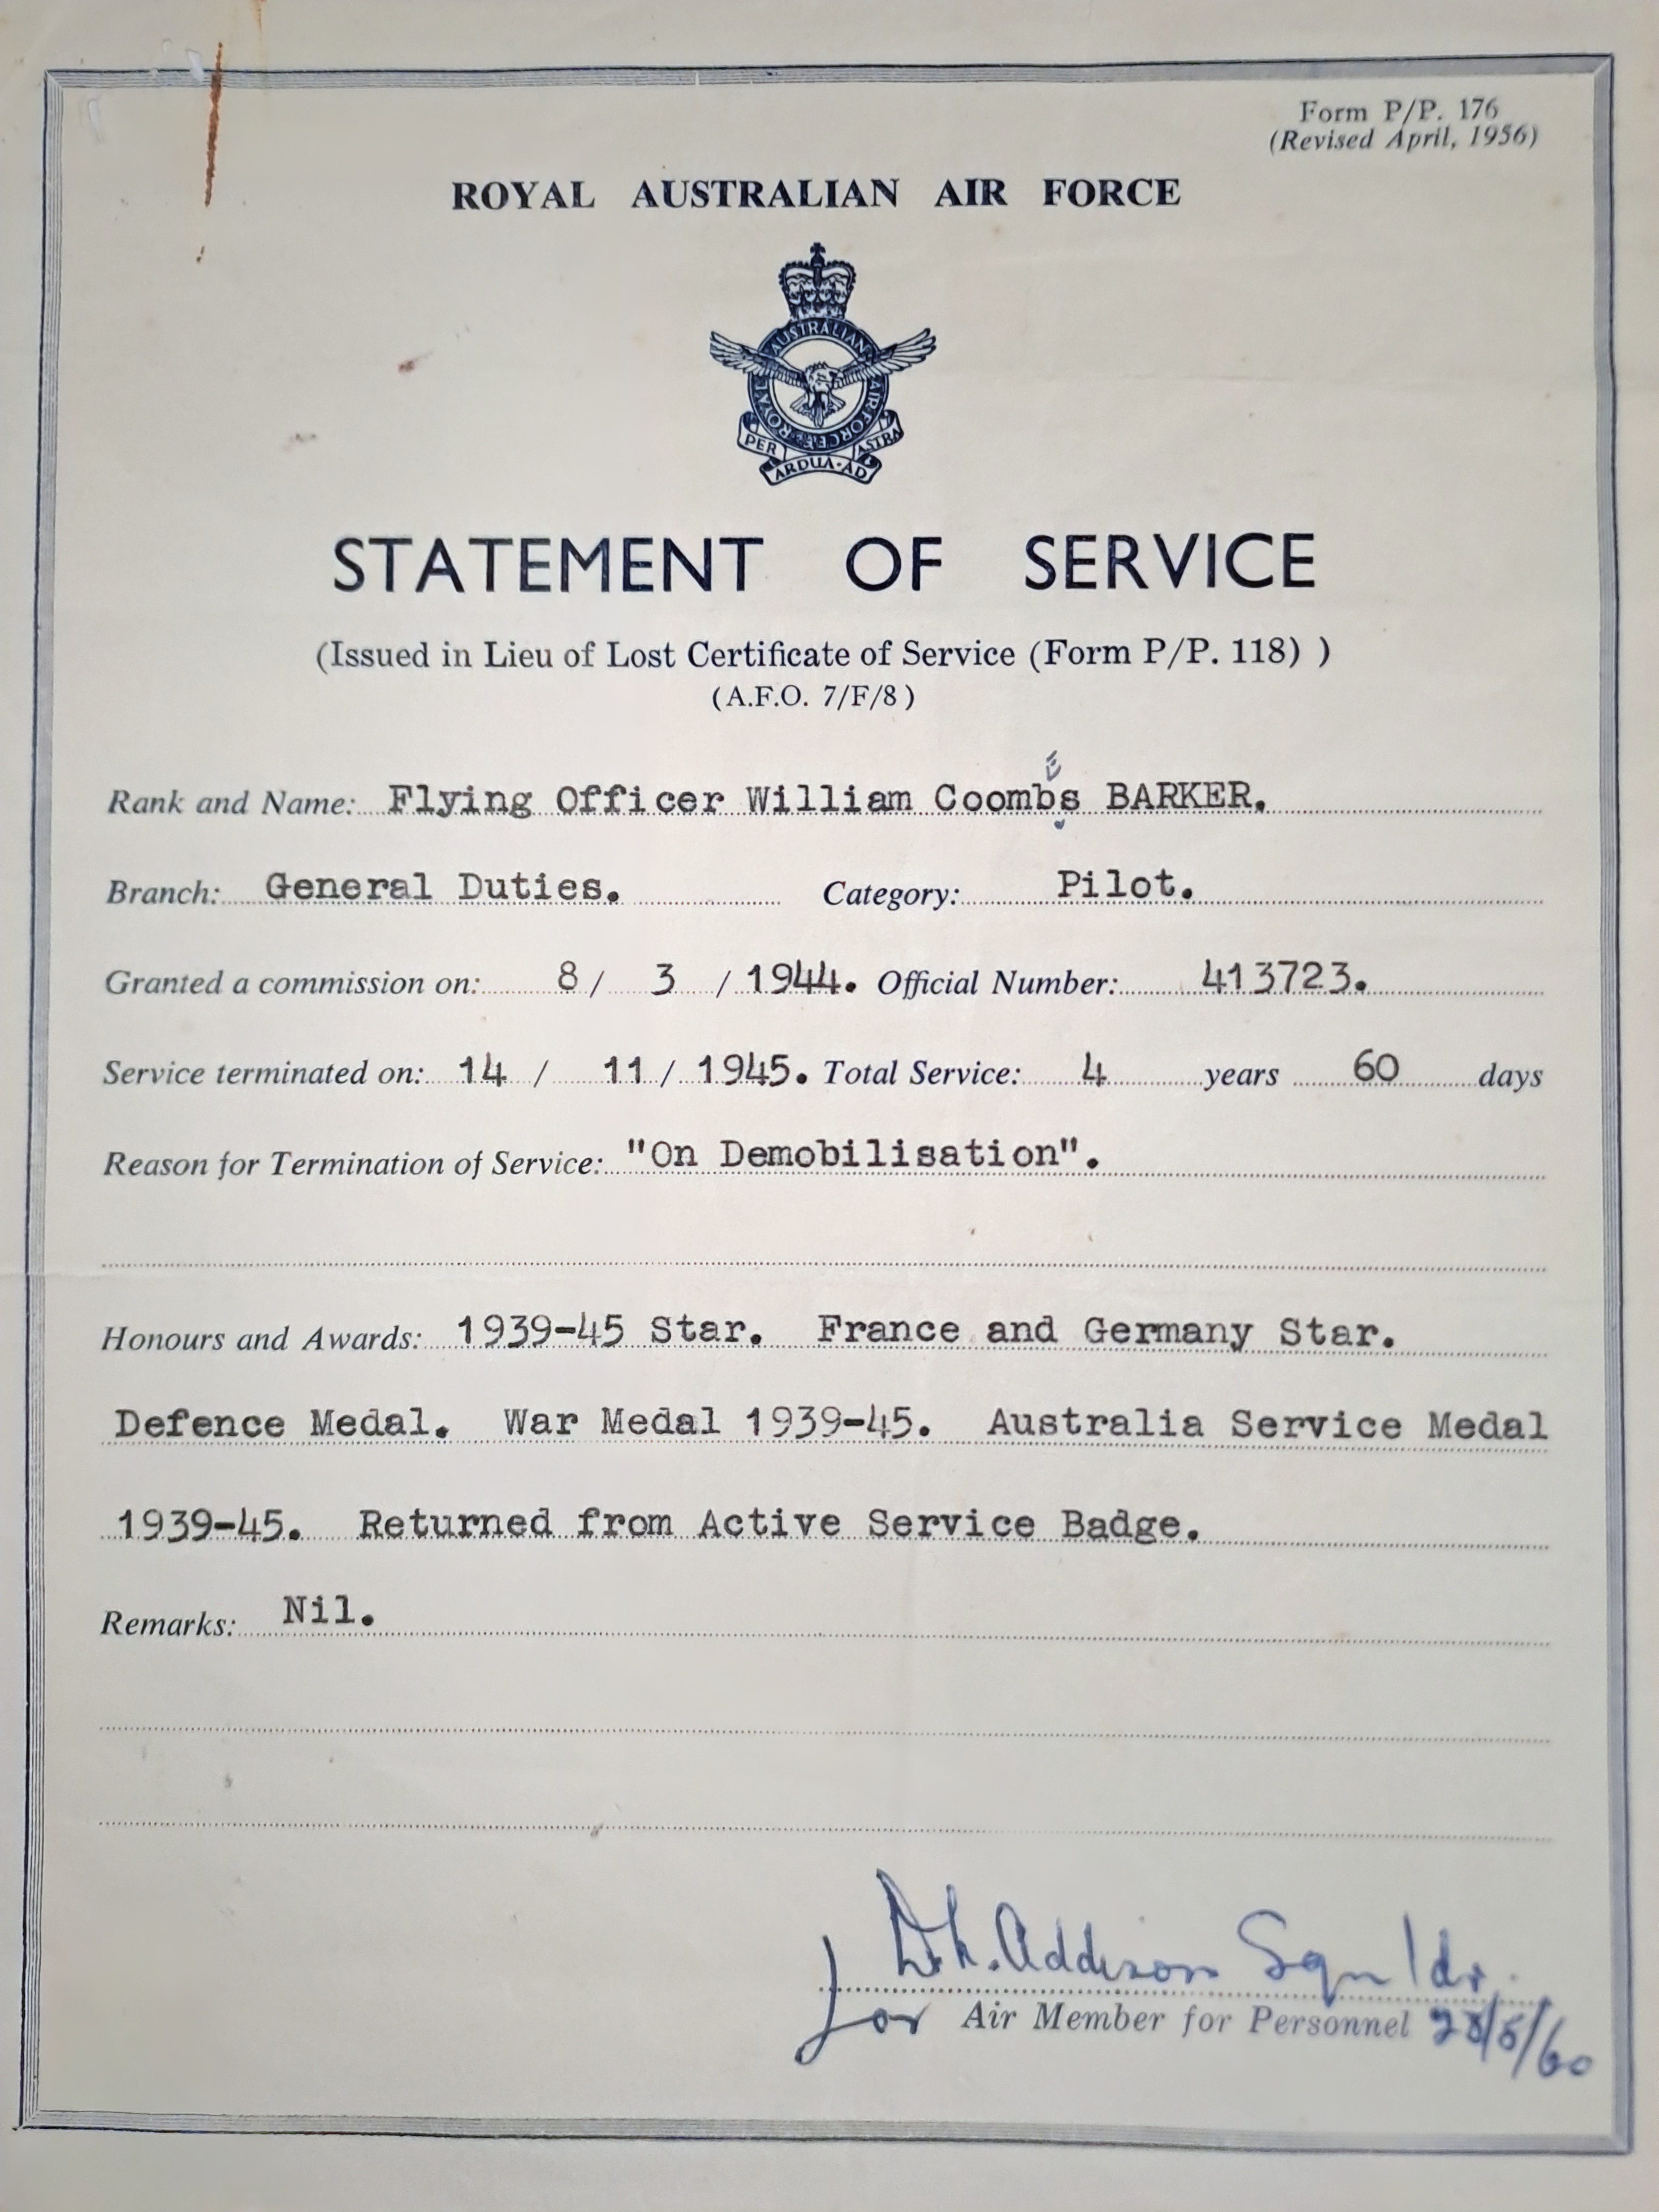 Form P/P. 176
(Revised April, 1956)
ROYAL AUSTRALIAN AIR FORCE
ROYAL AUSTRALIAN AIR FORCE
PER ARDUA·AD ASTRA
STATEMENT OF SERVICE
(Issued in Lieu of Lost Certificate of Service (Form P/P. 118) )
(A.F.O. 7/F/8)
E
Rank and Name: Flying Officer William Coombs BARKER.
Branch: General Duties. Category: Pilot.
Granted a commission on: 8 / 3 / 1944. Official Number: 413723.
Service terminated on: 14 / 11 / 1945. Total Service: 4 years 60 days
Reason for Termination of Service: "On Demobilisation".
Honours and Awards: 1939-45 Star. France and Germany Star.
Defence Medal. War Medal 1939-45. Australia Service Medal
1939-45. Returned from Active Service Badge.
Remarks: Nil.
Addison Sqn ldr.
for Air Member for Personnel /5/60